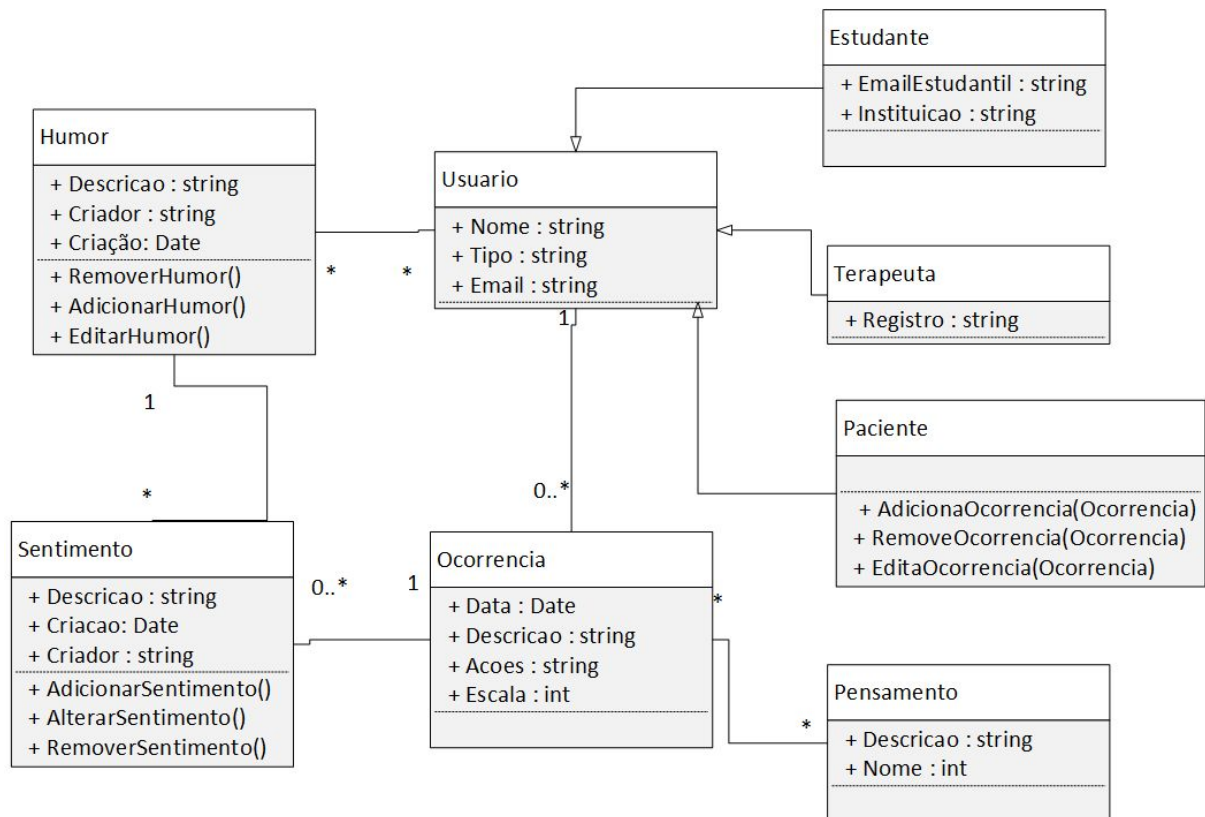 Estudante
+ EmailEstudantil : string
+ Instituicao : string
Humor
+ Descricao : string
+ Criador : string
+ Criação: Date
+ RemoverHumor()
+ AdicionarHumor()
+ EditarHumor()
Usuario
+ Nome : string
+ Tipo : string
+ Email : string
*
*
1
Terapeuta
+ Registro : string
1
*
0..*
Paciente
+ AdicionaOcorrencia(Ocorrencia)
+ RemoveOcorrencia(Ocorrencia)
+ EditaOcorrencia(Ocorrencia)
Sentimento
+ Descricao : string
+ Criacao: Date
+ Criador : string
+ AdicionarSentimento()
+ AlterarSentimento()
+ RemoverSentimento()
0..*
1
Ocorrencia
+ Data : Date
+ Descricao : string
+ Acoes : string
+ Escala : int
*
*
Pensamento
+ Descricao : string
+ Nome : int